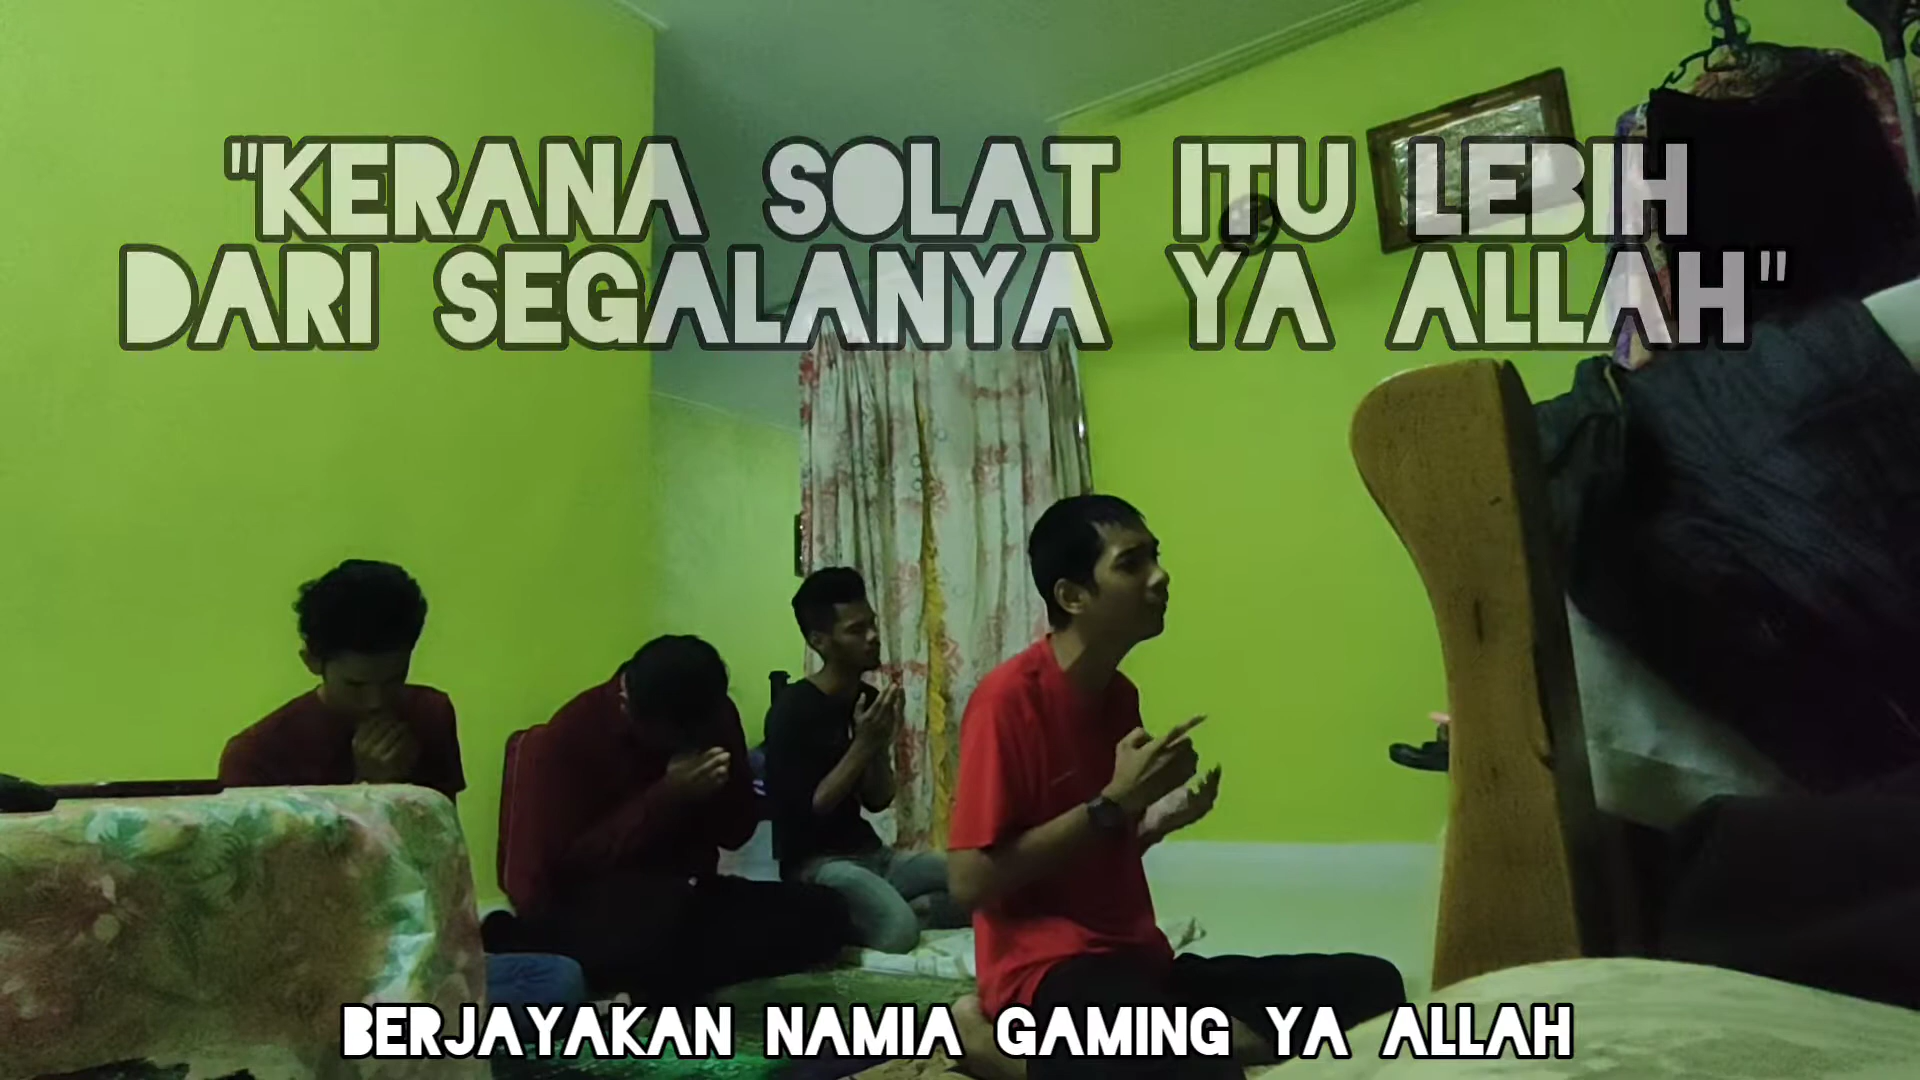 "KERANA SOLAT ITU LEBIH
DARI SEGALANYA YA ALLAH"
BERJAYAKAN NAMIA GAMING YA ALLAH